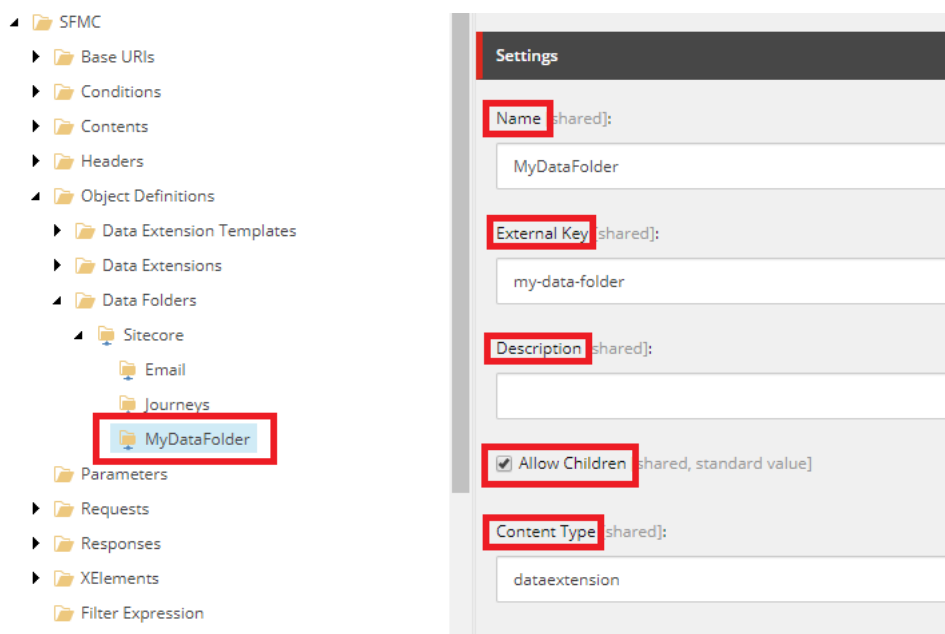 SFMC
Base URIs
Conditions
Contents
Headers
Object Definitions
Data Extension Templates
Data Extensions
Data Folders
Sitecore
Email
Journeys
MyDataFolder
Parameters
Requests
Responses
XElements
Filter Expression
Settings
Name [shared]:
MyDataFolder
External Key [shared]:
my-data-folder
Description [shared]:
Allow Children [shared, standard value]
Content Type [shared]:
dataextension